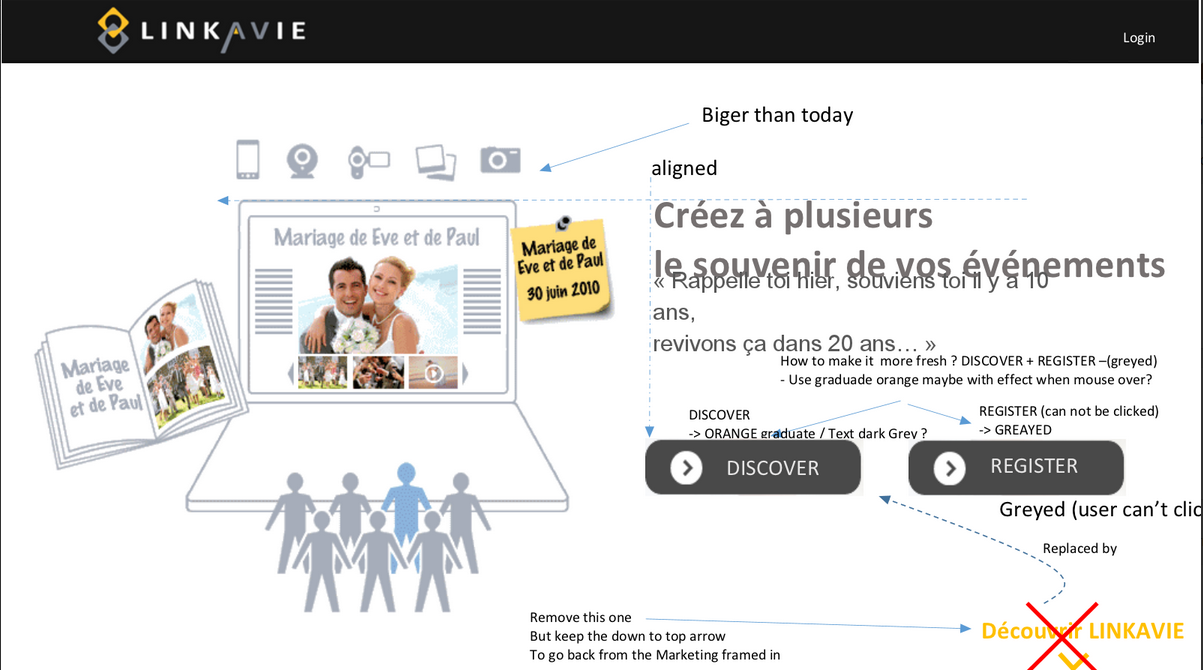 LINKAVIE
Login
Biger than today
aligned
Créez à plusieurs
le souvenir de vos événements
« Rappelle toi hier, souviens toi il y a 10
ans,
revivons ça dans 20 ans… »
Mariage de Eve et de Paul
Mariage de
Eve et de Paul
30 juin 2010
Mariage
de Eve
et de Paul
How to make it more fresh ? DISCOVER + REGISTER –(greyed)
- Use graduade orange maybe with effect when mouse over?
DISCOVER
-> ORANGE graduate / Text dark Grey ?
REGISTER (can not be clicked)
-> GREAYED
DISCOVER
REGISTER
Greyed (user can’t clic
Replaced by
Remove this one
But keep the down to top arrow
To go back from the Marketing framed in
Découvrir LINKAVIE